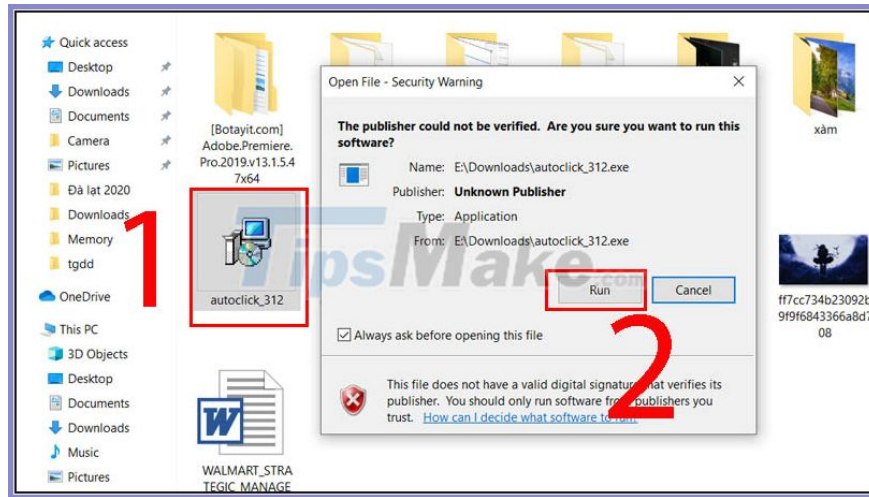 Quick access
Desktop
Downloads
Documents
Camera
Pictures
Đà lạt 2020
Downloads
Memory
tgdd
OneDrive
This PC
3D Objects
Desktop
Documents
Downloads
Music
Pictures
[Botayit.com]
Adobe.Premiere.
Pro.2019.v13.1.5.4
7x64
1
autoclick_312
WALMART_STRA
TEGIC_MANAGE
Open File - Security Warning
The publisher could not be verified. Are you sure you want to run this
software?
Name: E:\Downloads\autoclick_312.exe
Publisher: Unknown Publisher
Type: Application
From: E:\Downloads\autoclick_312.exe
Run
Cancel
Always ask before opening this file
2
This file does not have a valid digital signature that verifies its
publisher. You should only run software from publishers you
trust. How can I decide what software to run?
xàm
ff7cc734b23092b
9f9f6843366a8d7
08
TipsMake.com